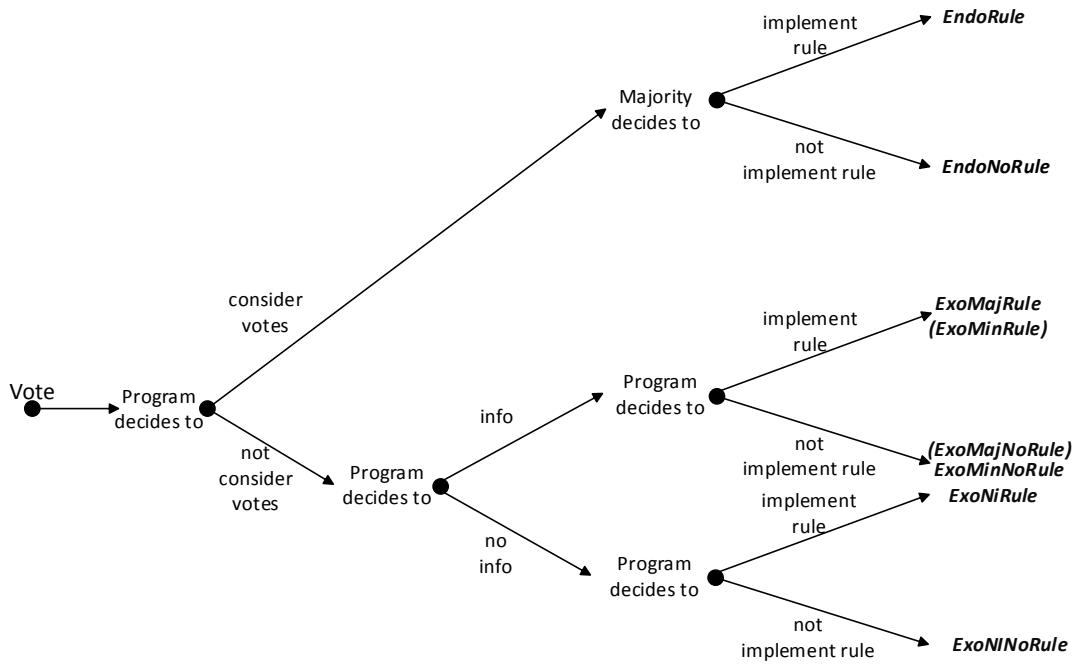 implement
rule
EndoRule
Majority
decides to
not
implement rule
EndoNoRule
consider
votes
implement
rule
ExoMajRule
(ExoMinRule)
Vote
Program
decides to
info
Program
decides to
not
consider
votes
Program
decides to
not
implement rule
(ExoMajNoRule)
ExoMinNoRule
implement
rule
ExoNiRule
no
info
Program
decides to
not
implement rule
ExoNINoRule